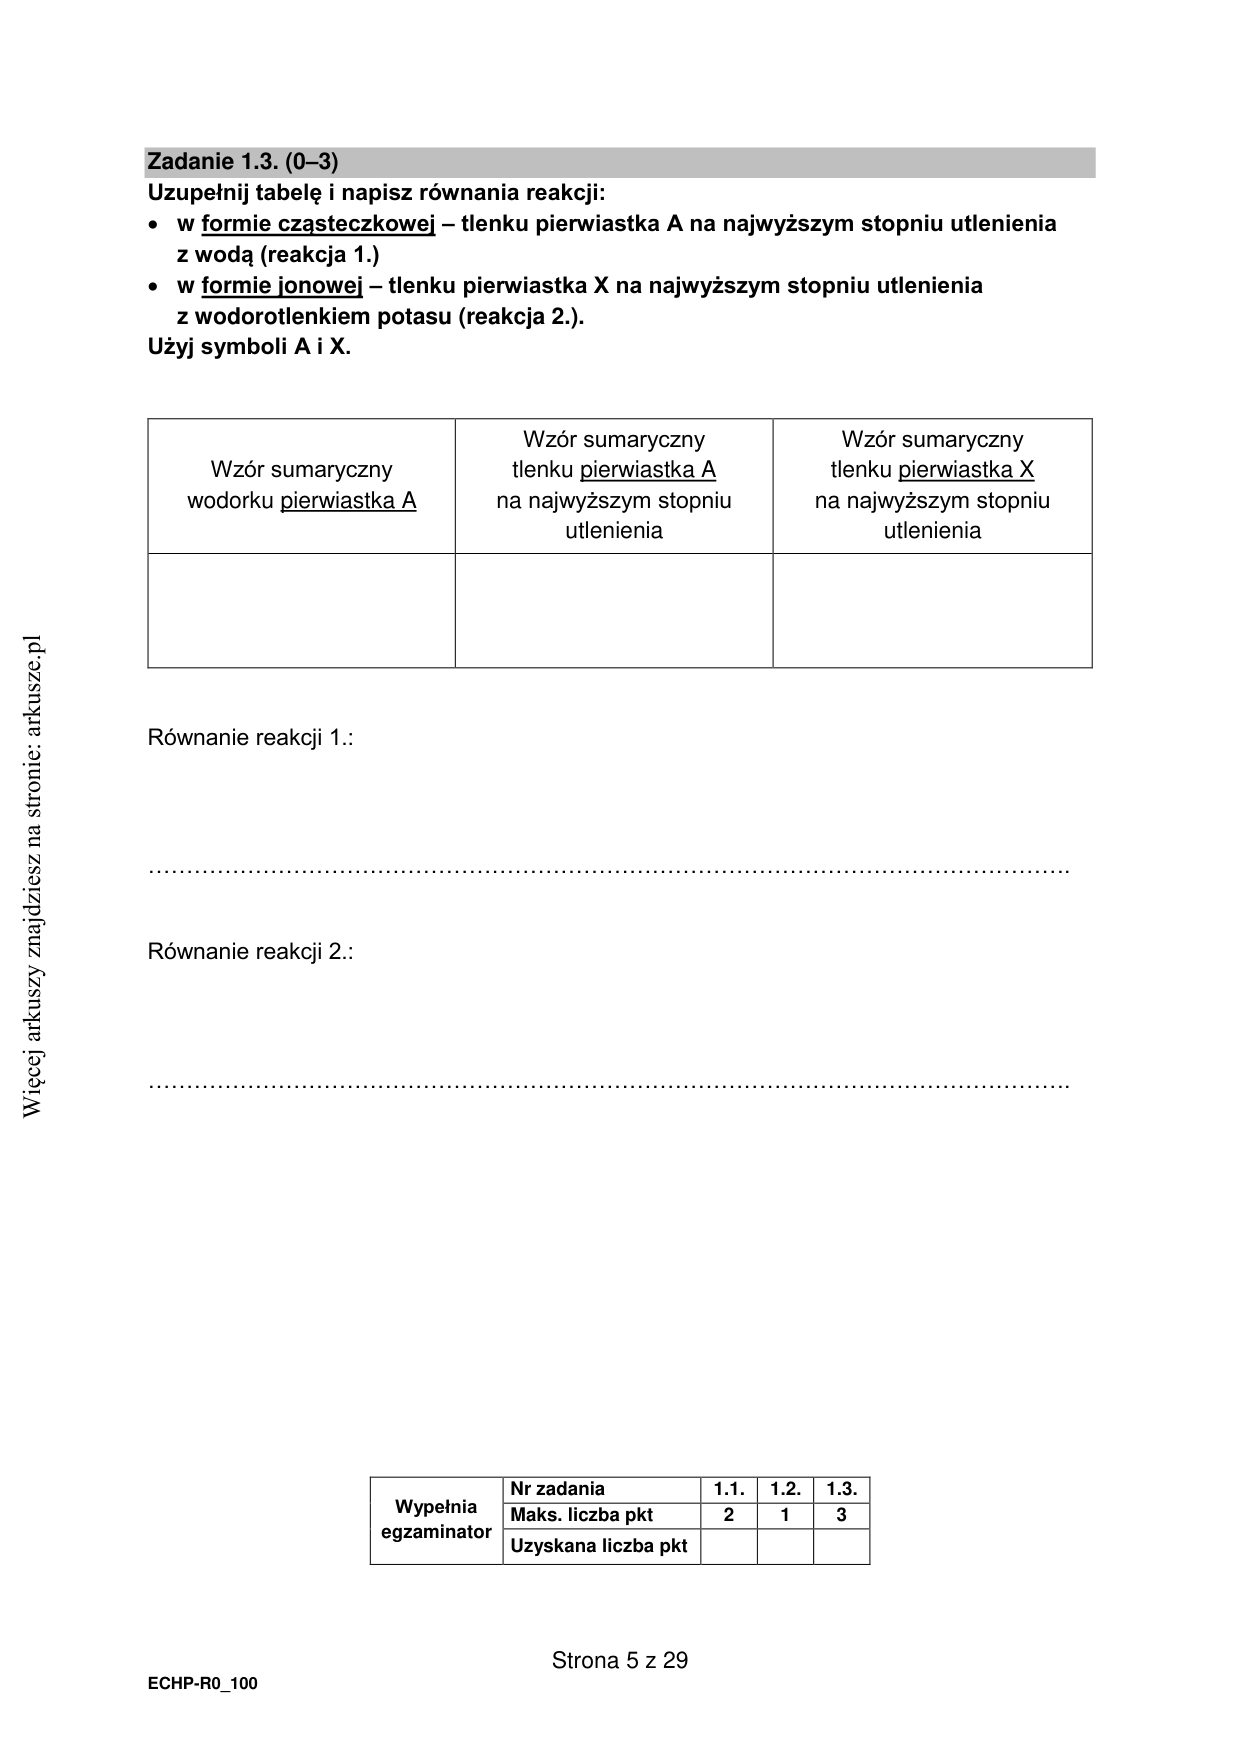 Zadanie 1.3. (0–3)
Uzupełnij tabelę i napisz równania reakcji:
• w formie cząsteczkowej – tlenku pierwiastka A na najwyższym stopniu utlenienia
z wodą (reakcja 1.)
• w formie jonowej – tlenku pierwiastka X na najwyższym stopniu utlenienia
z wodorotlenkiem potasu (reakcja 2.).
Użyj symboli A i X.
Wzór sumaryczny
wodorku pierwiastka A
Wzór sumaryczny
tlenku pierwiastka A
na najwyższym stopniu
utlenienia
Wzór sumaryczny
tlenku pierwiastka X
na najwyższym stopniu
utlenienia
Równanie reakcji 1.:
……………………………………………………………………………………………………………….
Równanie reakcji 2.:
……………………………………………………………………………………………………………….
Wypełnia
egzaminator
Nr zadania 1.1. 1.2. 1.3.
Maks. liczba pkt 2 1 3
Uzyskana liczba pkt
Strona 5 z 29
ECHP-R0_100
Więcej arkuszy znajdziesz na stronie: arkusze.pl